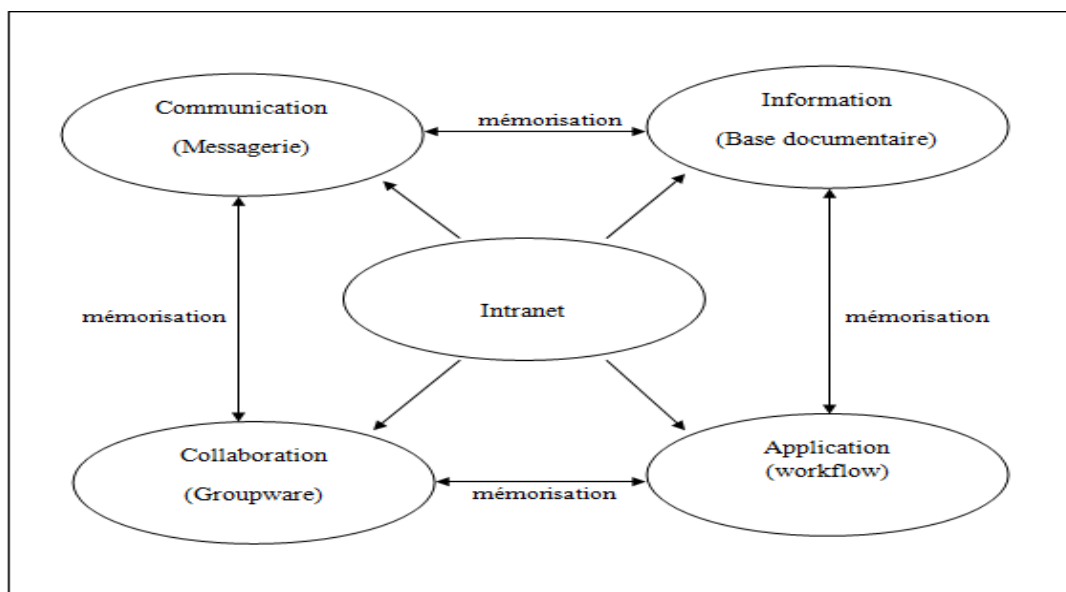 Communication
(Messagerie)
mémorisation
Information
(Base documentaire)
mémorisation
Intranet
mémorisation
Collaboration
(Groupware)
mémorisation
Application
(workflow)